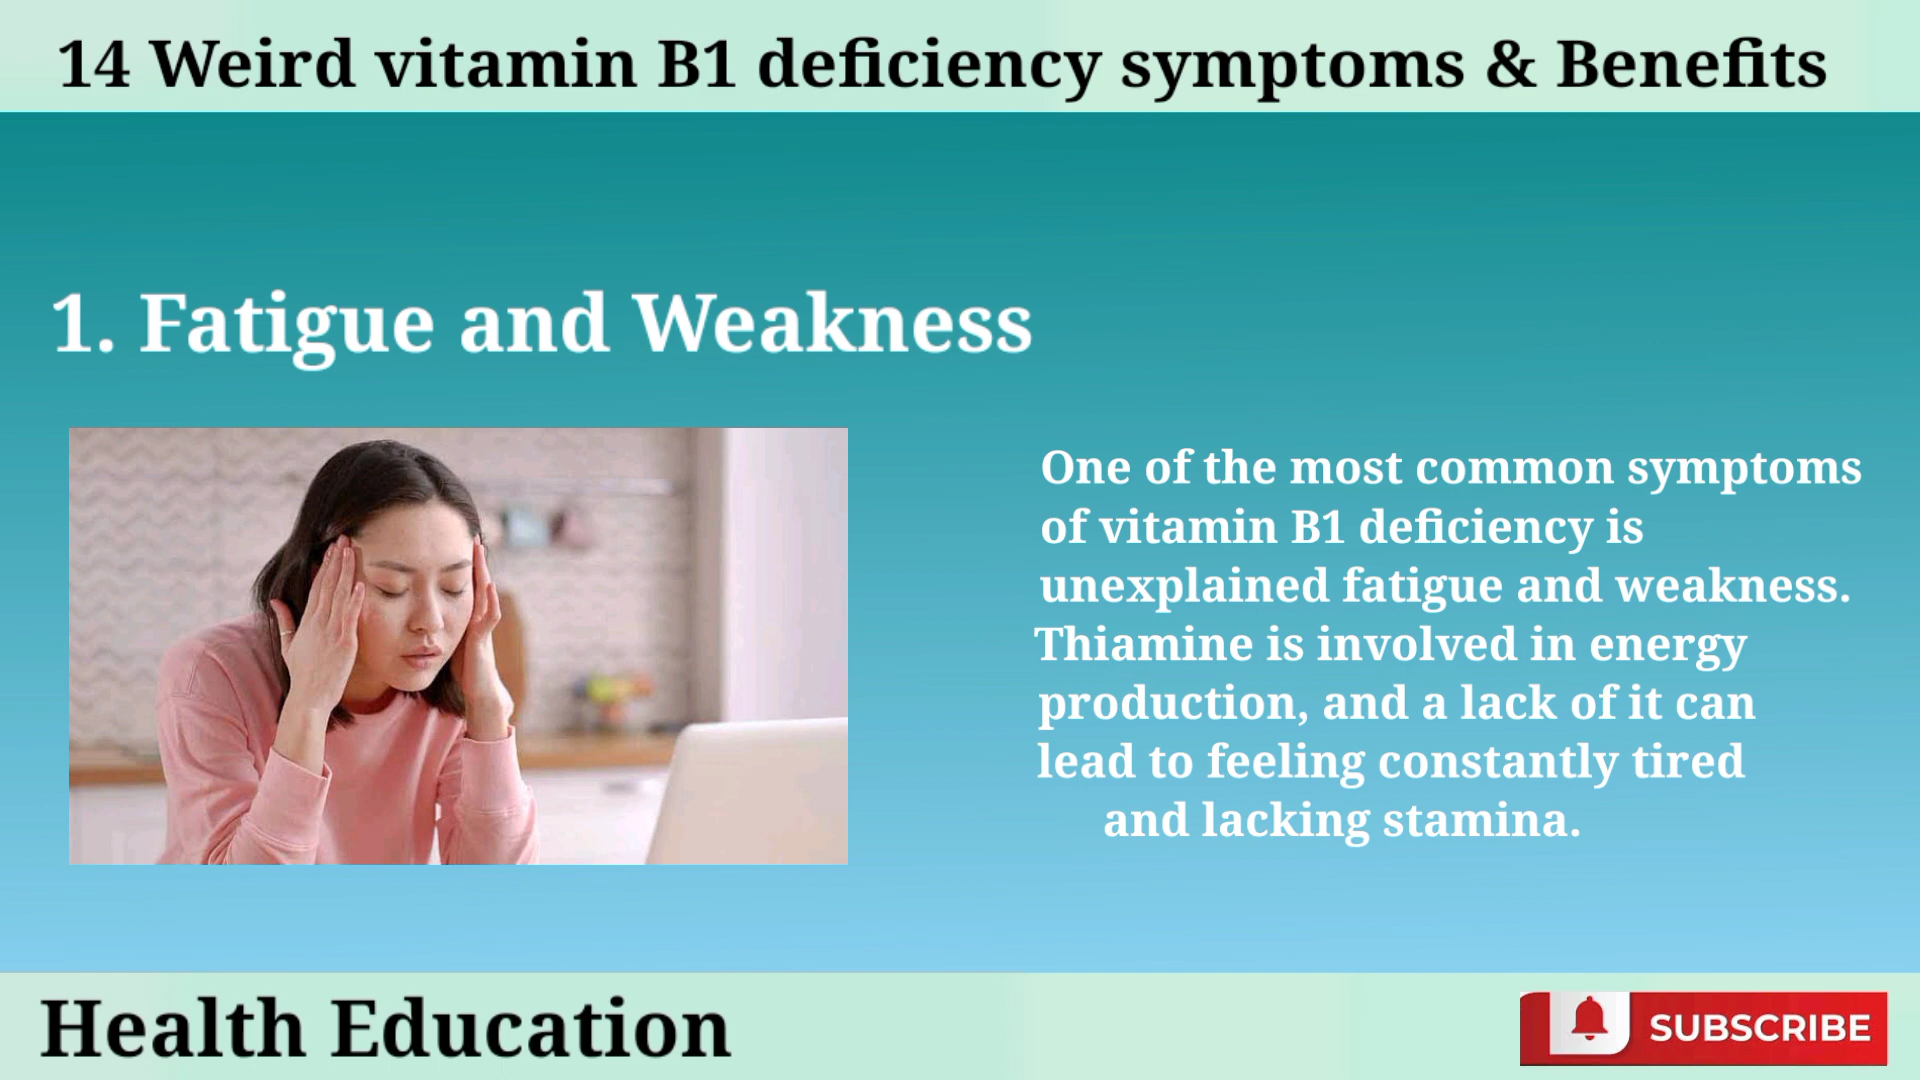 14 Weird vitamin B1 deficiency symptoms & Benefits
1. Fatigue and Weakness
One of the most common symptoms
of vitamin B1 deficiency is
unexplained fatigue and weakness.
Thiamine is involved in energy
production, and a lack of it can
lead to feeling constantly tired
and lacking stamina.
Health Education
SUBSCRIBE